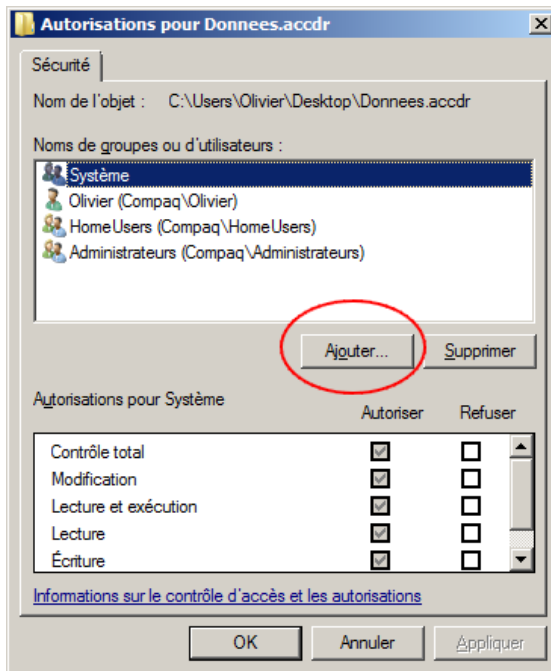 Autorisations pour Donnees.accdr
Sécurité
Nom de l'objet : C:\Users\Olivier\Desktop\Donnees.accdr
Noms de groupes ou d'utilisateurs :
Système
Olivier (Compaq\Olivier)
HomeUsers (Compaq\HomeUsers)
Administrateurs (Compaq\Administrateurs)
Ajouter... Supprimer
Autorisations pour Système Autoriser Refuser
Contrôle total
Modification
Lecture et exécution
Lecture
Écriture
Informations sur le contrôle d'accès et les autorisations
OK Annuler Appliquer